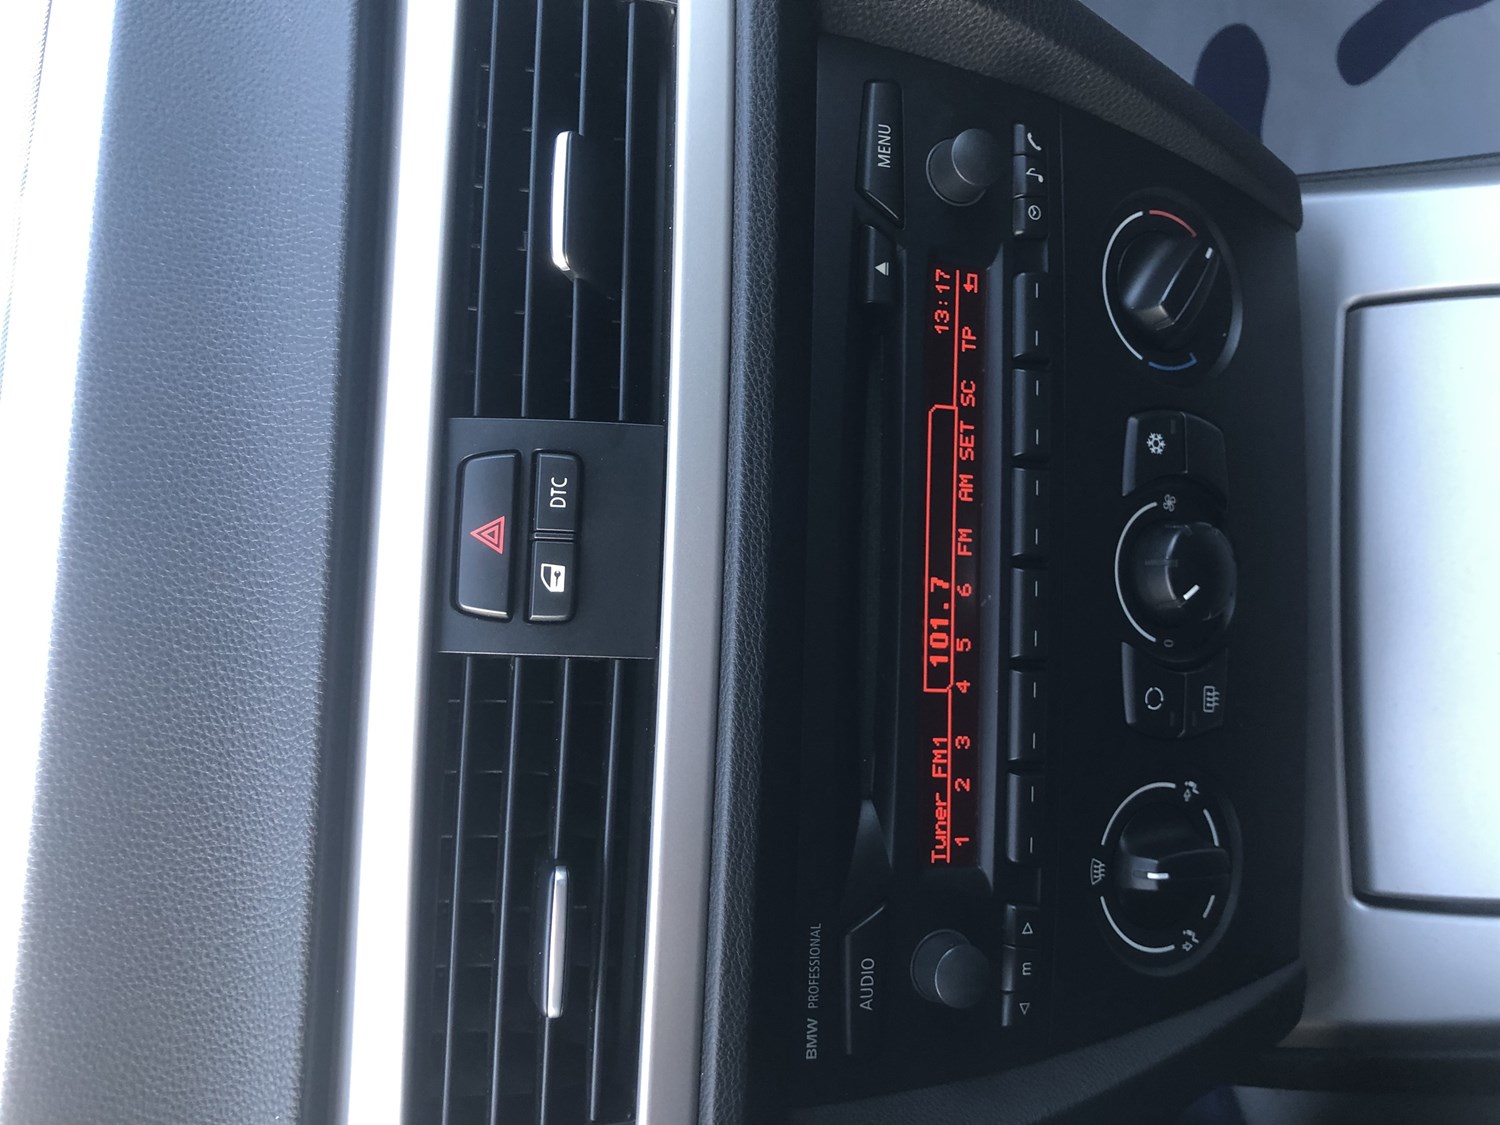 DTC
BMW PROFESSIONAL
AUDIO
MENU
Tuner FM1 101.7 13:17
1 2 3 4 5 6 FM AM SET SC TP
m
0